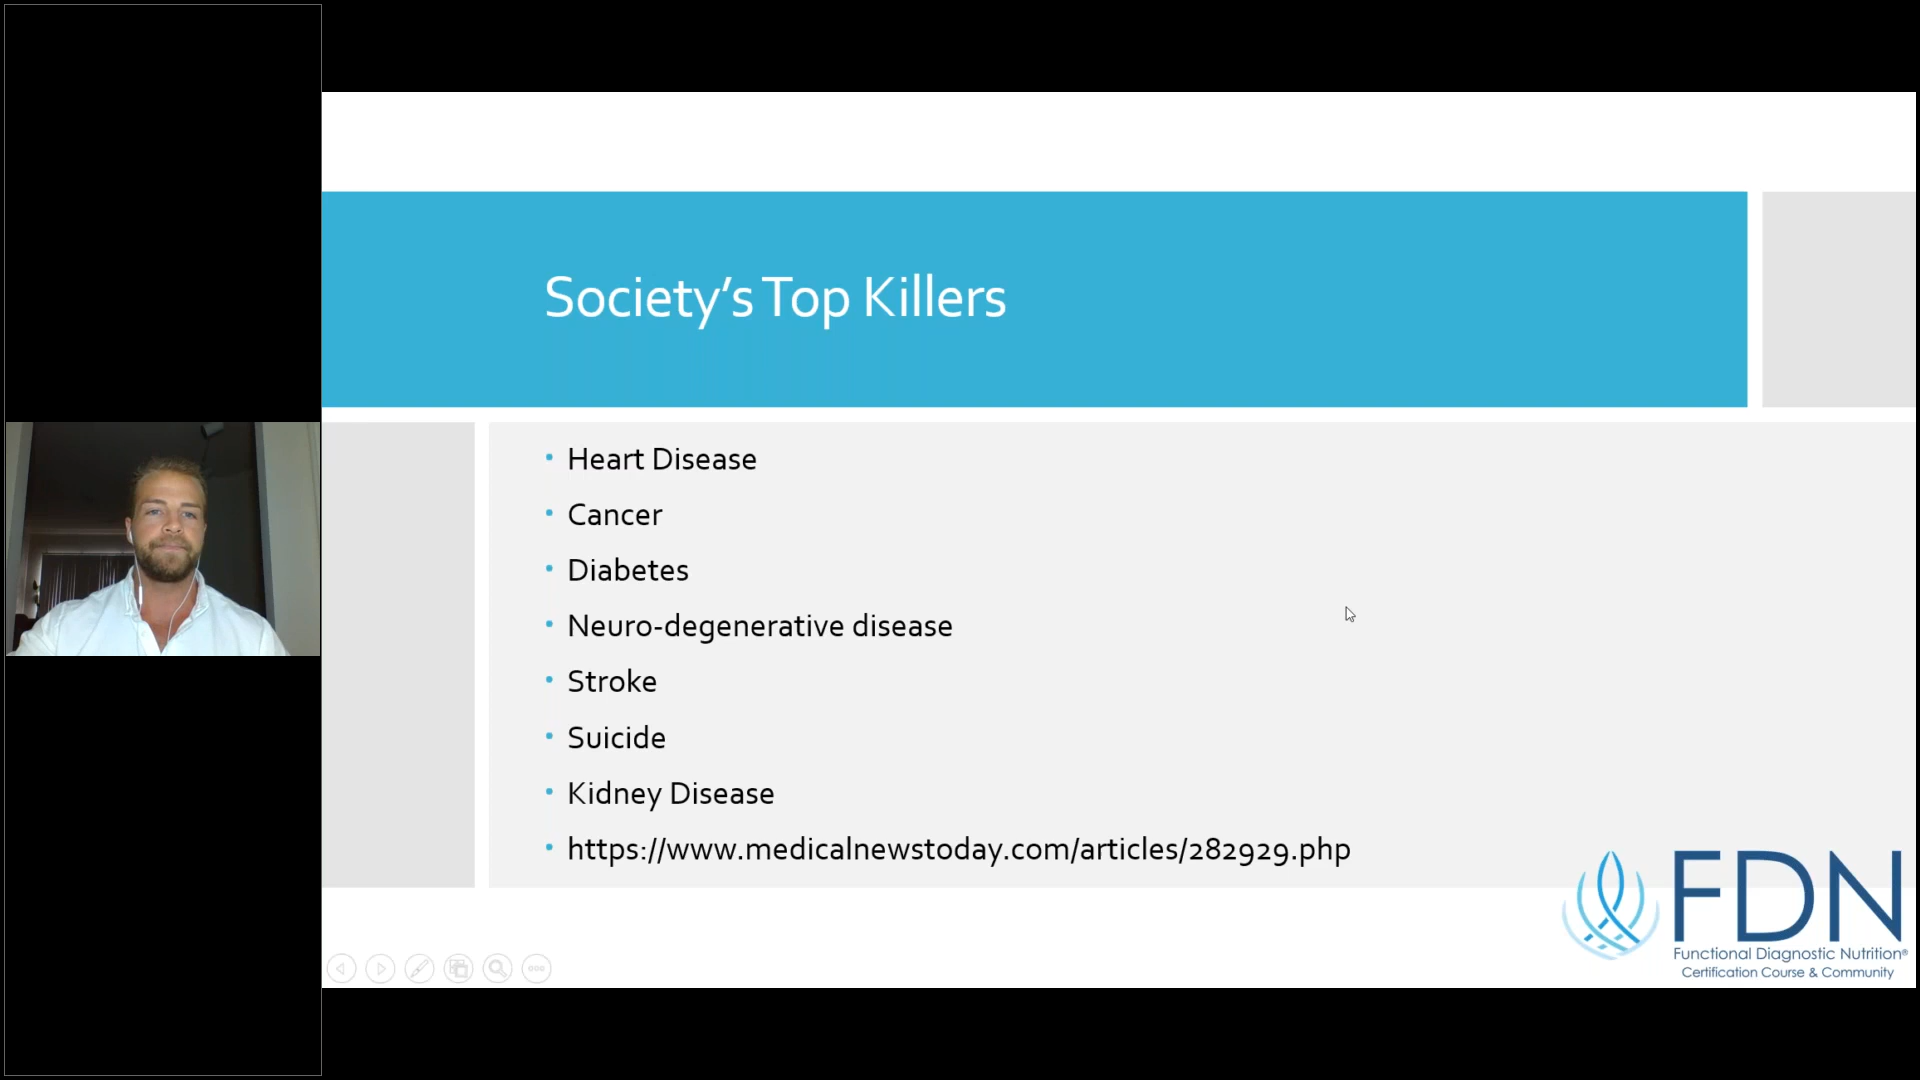 Society's Top Killers
Heart Disease
Cancer
Diabetes
Neuro-degenerative disease
Stroke
Suicide
Kidney Disease
https://www.medicalnewstoday.com/articles/282929.php
FDN
Functional Diagnostic Nutrition®
Certification Course & Community